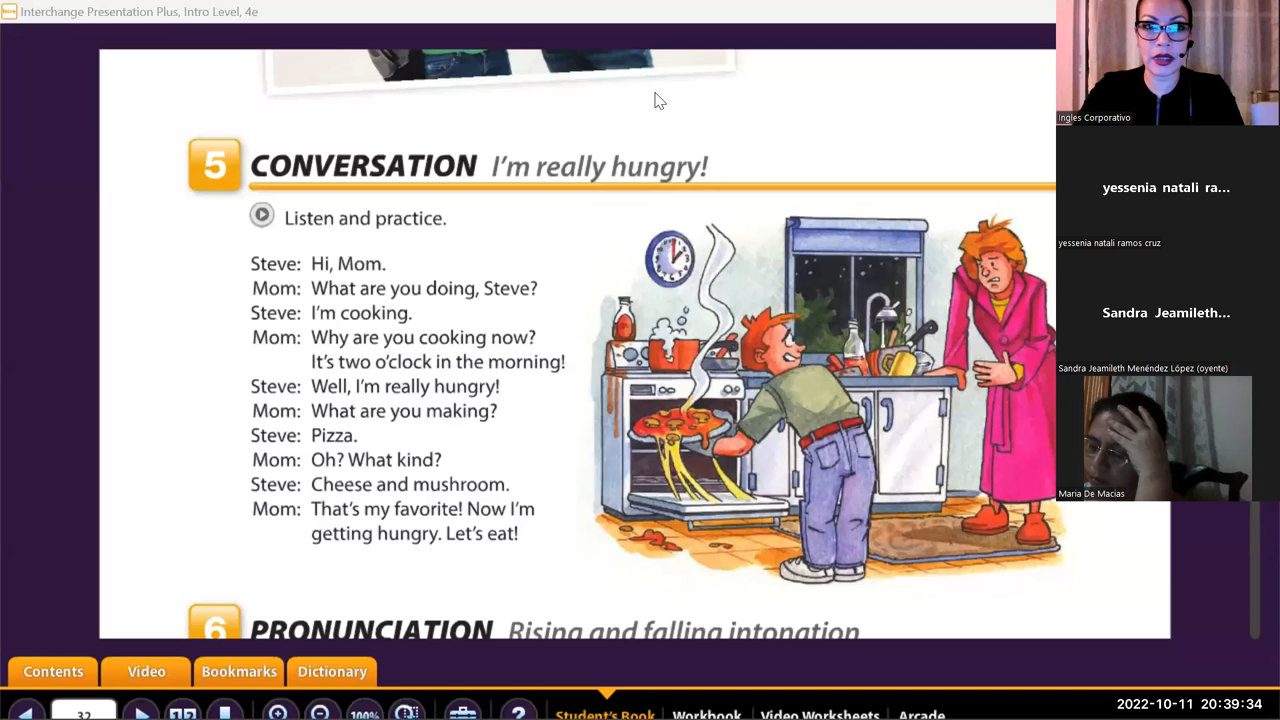 Interchange Presentation Plus, Intro Level, 4e
5 CONVERSATION I'm really hungry!
Listen and practice.
Steve: Hi, Mom.
Mom: What are you doing, Steve?
Steve: I'm cooking.
Mom: Why are you cooking now?
It's two o'clock in the morning!
Steve: Well, I'm really hungry!
Mom: What are you making?
Steve: Pizza.
Mom: Oh? What kind?
Steve: Cheese and mushroom.
Mom: That's my favorite! Now I'm
getting hungry. Let's eat!
6 PRONUNCIATION Rising and falling intonation
Ingles Corporativo
yessenia natali ra...
yessenia natali ramos cruz
Sandra Jeamileth...
Sandra Jeamileth Menéndez López (oyente)
Maria De Macias
Contents Video Bookmarks Dictionary
32 100% ?
Student's Book Workbook Video Worksheets Arcade
2022-10-11 20:39:34